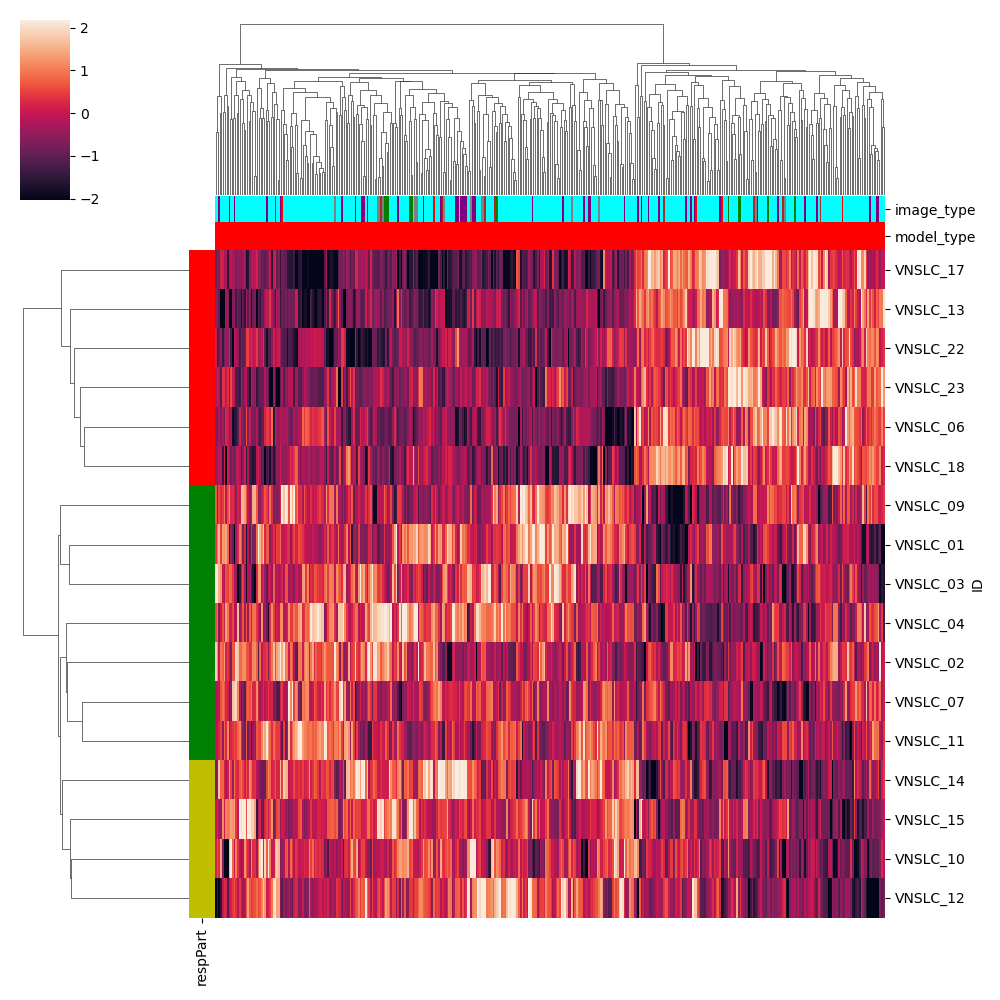 2
1
0
−1
−2
image_type
model_type
VNSLC_17
VNSLC_13
VNSLC_22
VNSLC_23
VNSLC_06
VNSLC_18
VNSLC_09
VNSLC_01
VNSLC_03
VNSLC_04
VNSLC_02
VNSLC_07
VNSLC_11
VNSLC_14
VNSLC_15
VNSLC_10
VNSLC_12
ID
respPart